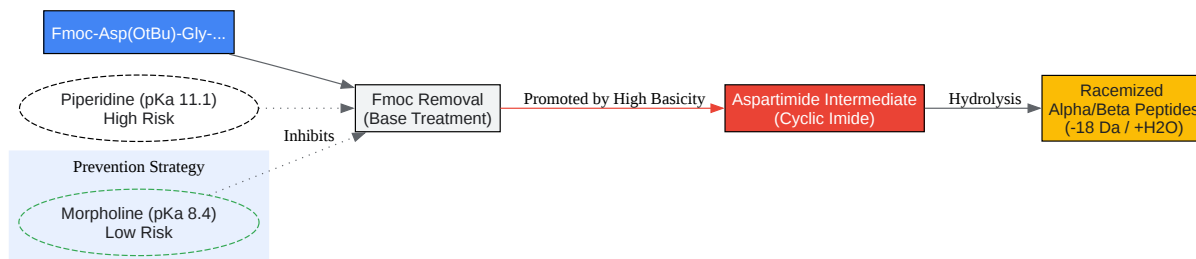 Fmoc-Asp(OtBu)-Gly-...
Piperidine (pKa 11.1)
High Risk
Inhibits
Prevention Strategy
Morpholine (pKa 8.4)
Low Risk
Fmoc Removal
(Base Treatment)
Promoted by High Basicity
Aspartimide Intermediate
(Cyclic Imide)
Hydrolysis
Racemized
Alpha/Beta Peptides
(-18 Da / +H2O)